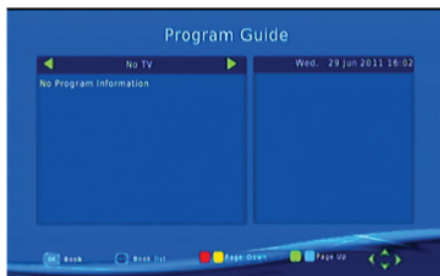 Program Guide
No TV
Wed. 29 Jun 2011 16:02
No Program Information
OK Book
Book list
Page Down
Page Up